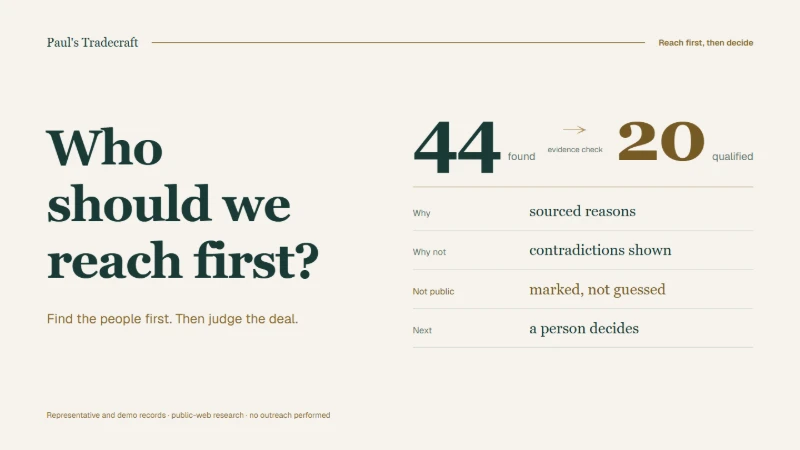 Paul's Tradecraft
Reach first, then decide
Who
should we
reach first?
Find the people first. Then judge the deal.
44 found
evidence check
20 qualified
Why sourced reasons
Why not contradictions shown
Not public marked, not guessed
Next a person decides
Representative and demo records · public-web research · no outreach performed